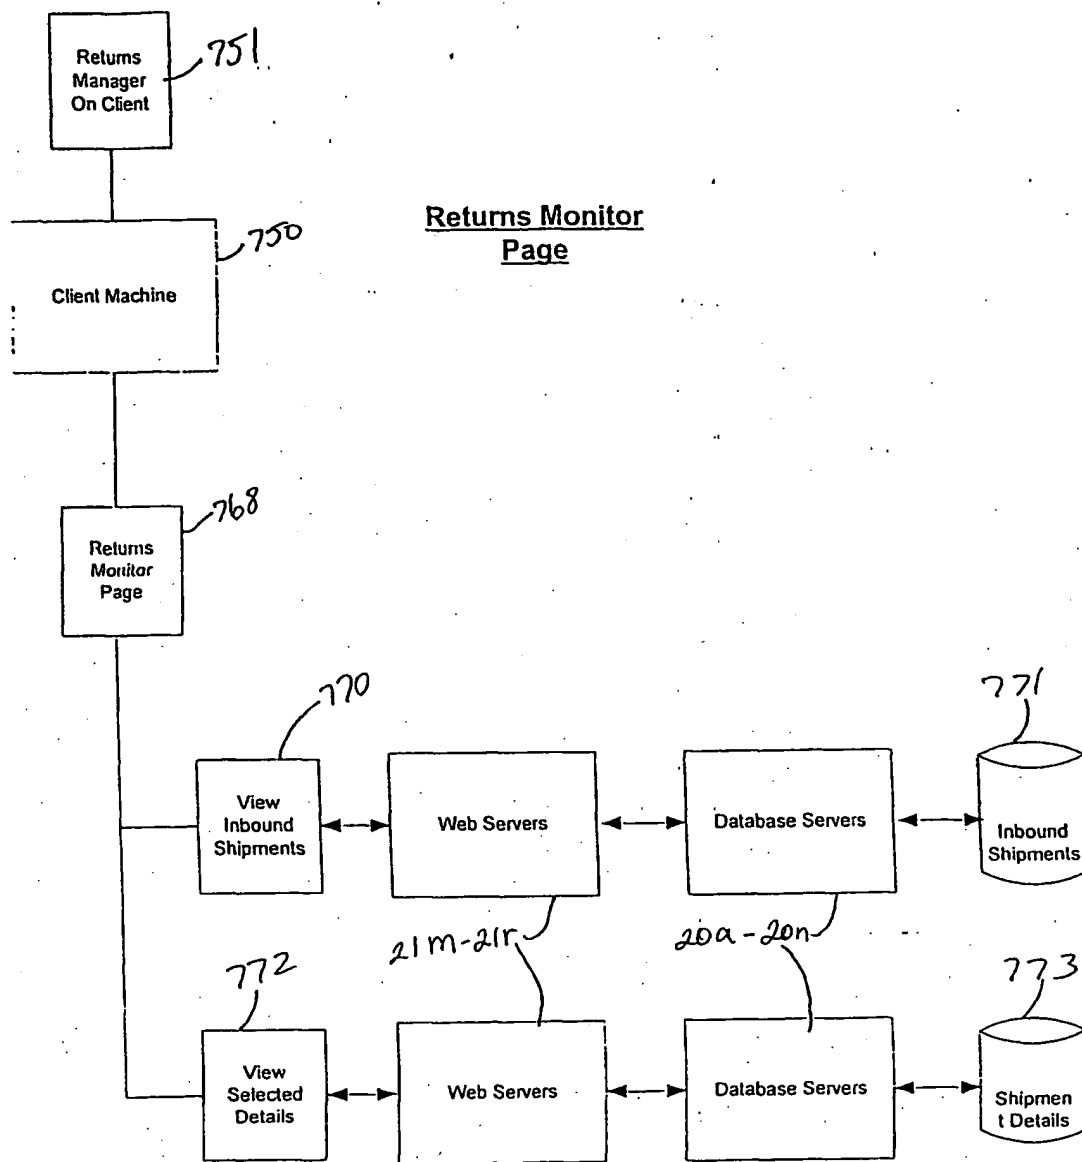 Returns
Manager
On Client
751
Returns Monitor
Page
750
Client Machine
768
Returns
Monitor
Page
770
771
View
Inbound
Shipments
Web Servers
Database Servers
Inbound
Shipments
21m-21r
20a-20n
772
773
View
Selected
Details
Web Servers
Database Servers
Shipmen
t Details